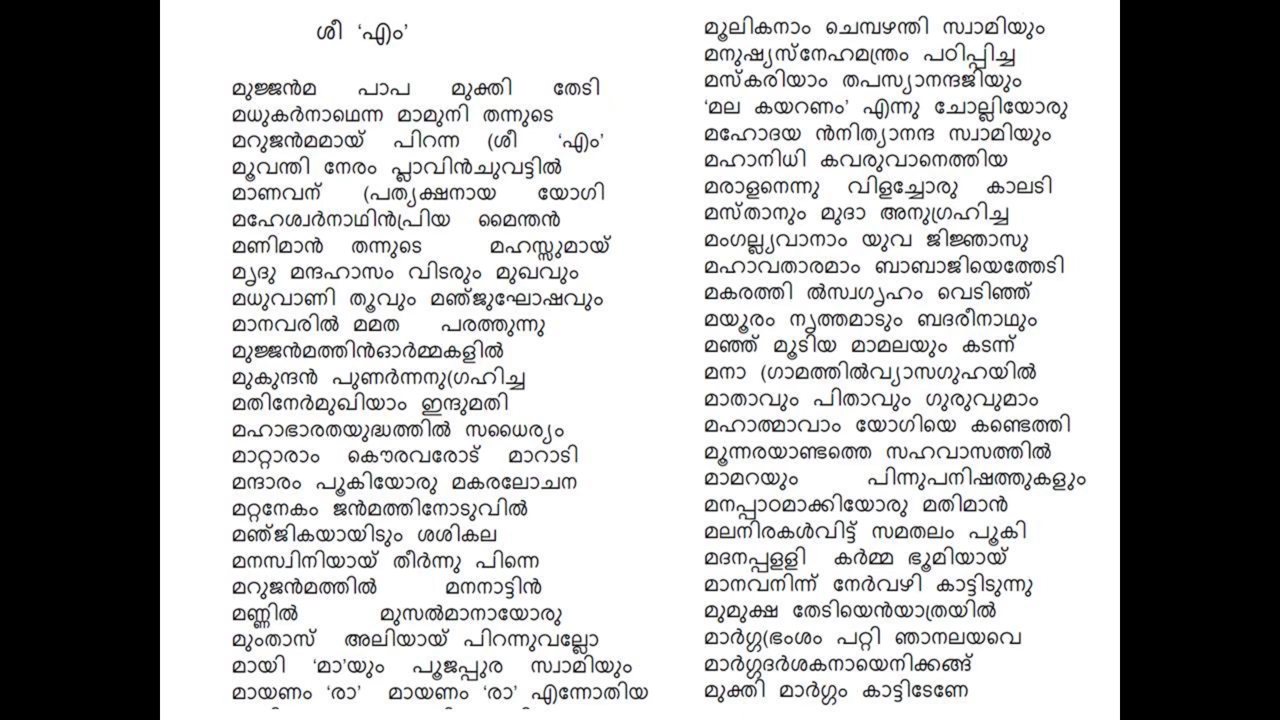 ശീ ‘എം’
മുജ്ജൻമ പാപ മുക്തി തേടി
മധുകർനാഥെന്ന മാമുനി തന്നുടെ
മറുജൻമമായ് പിറന്ന (ശീ ‘എം’
മൂവന്തി നേരം പ്ലാവിൻചുവട്ടിൽ
മാണവന് (പത്യക്ഷനായ യോഗി
മഹേശ്വർനാഥിൻപ്രിയ മൈന്തൻ
മണിമാൻ തന്നുടെ മഹസ്സുമായ്
മൃദു മന്ദഹാസം വിടരും മുഖവും
മധുവാണി തൂവും മഞ്ജുഘോഷവും
മാനവരിൽ മമത പരത്തുന്നു
മുജ്ജൻമത്തിൻഓർമ്മകളിൽ
മുകുന്ദൻ പുണർന്നനു(ഗഹിച്ച
മതിനേർമുഖിയാം ഇന്ദുമതി
മഹാഭാരതയുദ്ധത്തിൽ സധൈര്യം
മാറ്റാരാം കൌരവരോട് മാറാടി
മന്ദാരം പൂകിയോരു മകരലോചന
മറ്റനേകം ജൻമത്തിനോടുവിൽ
മഞ്ജികയായിടും ശശികല
മനസ്വിനിയായ് തീർന്നു പിന്നെ
മറുജൻമത്തിൽ മനനാട്ടിൻ
മണ്ണിൽ മുസൽമാനായോരു
മുംതാസ് അലിയായ് പിറന്നുവല്ലോ
മായി ‘മാ’യും പൂജപ്പുര സ്വാമിയും
മായണം ‘രാ’ മായണം ‘രാ’ എന്നോതിയ
മൂലികനാം ചെമ്പഴന്തി സ്വാമിയും
മനുഷ്യസ്നേഹമന്ത്രം പഠിപ്പിച്ച
മസ്കരിയാം തപസ്യാനന്ദജിയും
‘മല കയറണം’ എന്നു ചോല്ലിയോരു
മഹോദയ ൻനിത്യാനന്ദ സ്വാമിയും
മഹാനിധി കവരുവാനെത്തിയ
മരാളനെന്നു വിളച്ചോരു കാലടി
മസ്താനും മുദാ അനുഗ്രഹിച്ച
മംഗല്ല്യവാനാം യുവ ജിജ്ഞാസു
മഹാവതാരമാം ബാബാജിയെത്തേടി
മകരത്തി ൽസ്വഗൃഹം വെടിഞ്ഞ്
മയൂരം നൃത്തമാടും ബദരീനാഥും
മഞ്ഞ് മൂടിയ മാമലയും കടന്ന്
മനാ (ഗാമത്തിൽവ്യാസഗുഹയിൽ
മാതാവും പിതാവും ഗുരുവുമാം
മഹാത്മാവാം യോഗിയെ കണ്ടെത്തി
മൂന്നരയാണ്ടത്തെ സഹവാസത്തിൽ
മാമറയും പിന്നുപനിഷത്തുകളും
മനപ്പാഠമാക്കിയോരു മതിമാൻ
മലനിരകൾവിട്ട് സമതലം പൂകി
മദനപ്പളളി കർമ്മ ഭൂമിയായ്
മാനവനിന്ന് നേർവഴി കാട്ടിടുന്നു
മുമുക്ഷ തേടിയെൻയാത്രയിൽ
മാർഗ്ഗ(ഭംശം പറ്റി ഞാനലയവെ
മാർഗ്ഗദർശകനായെനിക്കങ്ങ്
മുക്തി മാർഗ്ഗം കാട്ടിടേണേ